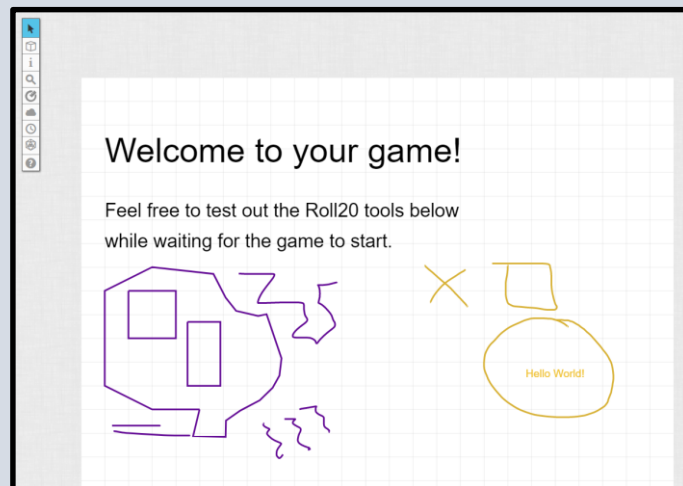 Welcome to your game!
Feel free to test out the Roll20 tools below
while waiting for the game to start.
Hello World!